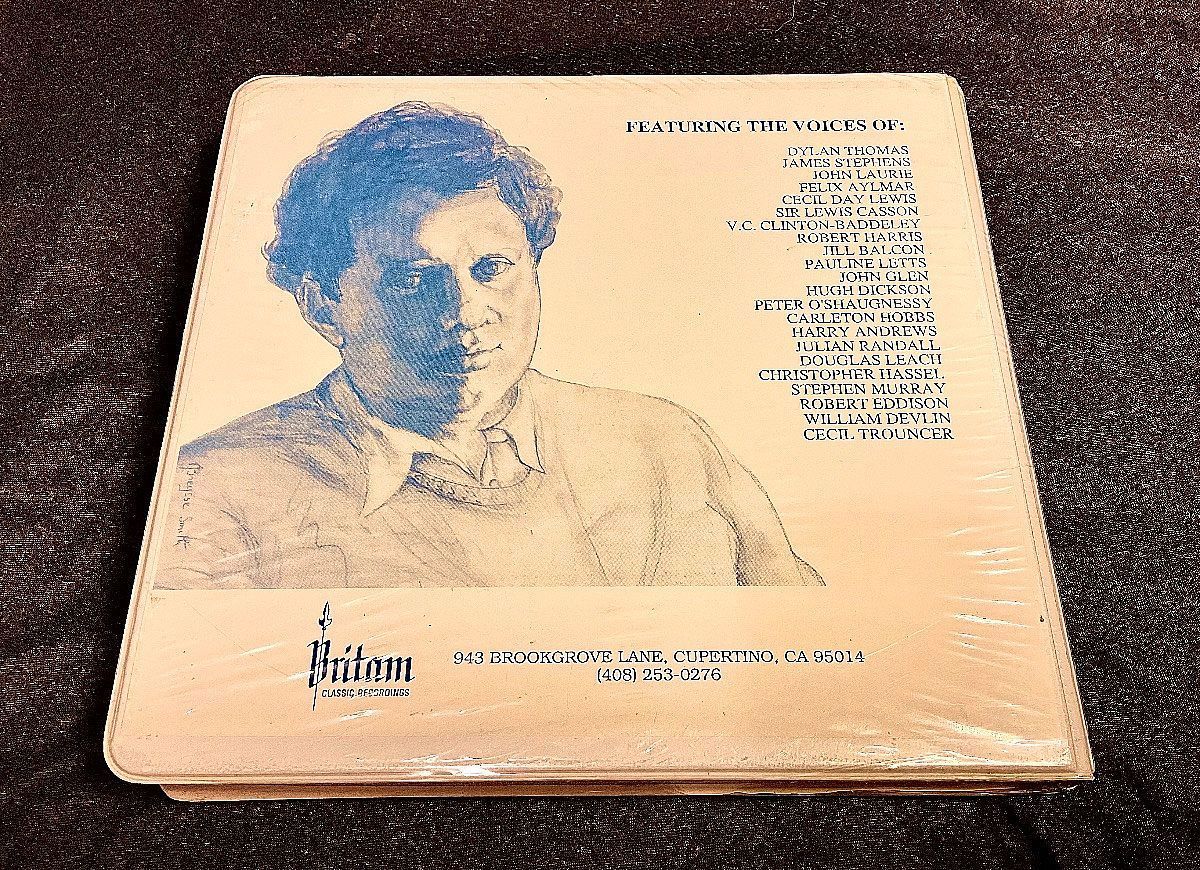 FEATURING THE VOICES OF:
DYLAN THOMAS
JAMES STEPHENS
JOHN LAURIE
FELIX AYLMAR
CECIL DAY LEWIS
SIR LEWIS CASSON
V.C. CLINTON-BADDELEY
ROBERT HARRIS
JILL BALCON
PAULINE LETTS
JOHN GLEN
HUGH DICKSON
PETER O'SHAUGNESSY
CARLETON HOBBS
HARRY ANDREWS
JULIAN RANDALL
DOUGLAS LEACH
CHRISTOPHER HASSEL
STEPHEN MURRAY
ROBERT EDDISON
WILLIAM DEVLIN
CECIL TROUNCER
Britam
CLASSIC RECORDINGS
943 BROOKGROVE LANE, CUPERTINO, CA 95014
(408) 253-0276